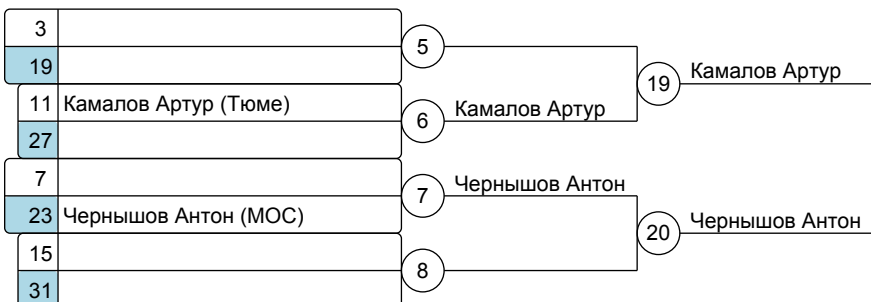 3
5
19
19 Камалов Артур
11 Камалов Артур (Тюме)
6 Камалов Артур
27
7
7 Чернышов Антон
23 Чернышов Антон (МОС)
20 Чернышов Антон
15
8
31